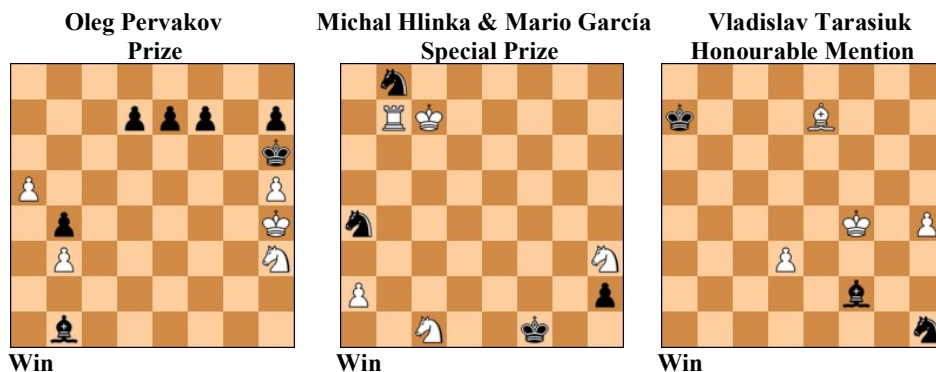 Oleg Pervakov
Prize
Michal Hlinka & Mario García
Special Prize
Vladislav Tarasiuk
Honourable Mention
Win
Win
Win